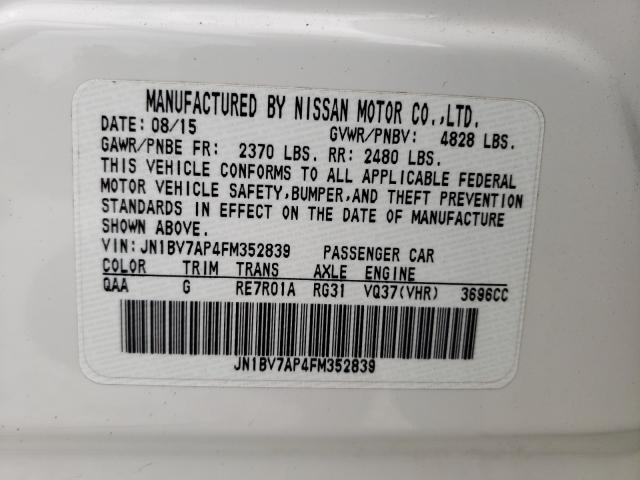 MANUFACTURED BY NISSAN MOTOR CO.,LTD.
DATE: 08/15 GVWR/PNBV: 4828 LBS.
GAWR/PNBE FR: 2370 LBS. RR: 2480 LBS.
THIS VEHICLE CONFORMS TO ALL APPLICABLE FEDERAL
MOTOR VEHICLE SAFETY,BUMPER,AND THEFT PREVENTION
STANDARDS IN EFFECT ON THE DATE OF MANUFACTURE
SHOWN ABOVE.
VIN: JN1BV7AP4FM352839 PASSENGER CAR
COLOR TRIM TRANS AXLE ENGINE
QAA G RE7R01A RG31 VQ37(VHR) 3696CC
JN1BV7AP4FM352839